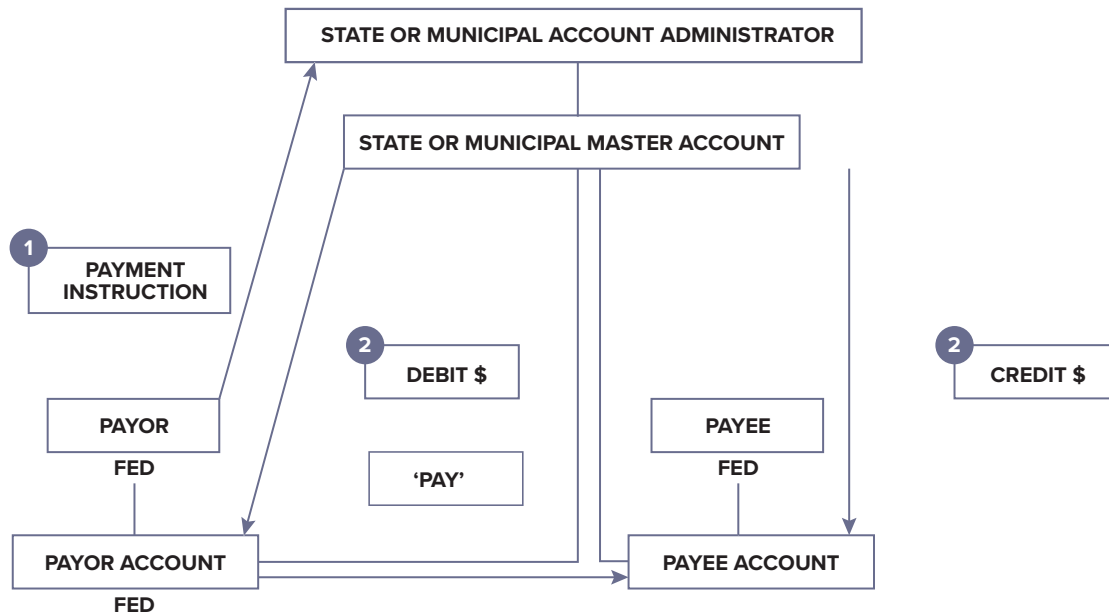 STATE OR MUNICIPAL ACCOUNT ADMINISTRATOR
STATE OR MUNICIPAL MASTER ACCOUNT
1
PAYMENT
INSTRUCTION
2
DEBIT $
2
CREDIT $
PAYOR
FED
‘PAY’
PAYEE
FED
PAYOR ACCOUNT
FED
PAYEE ACCOUNT